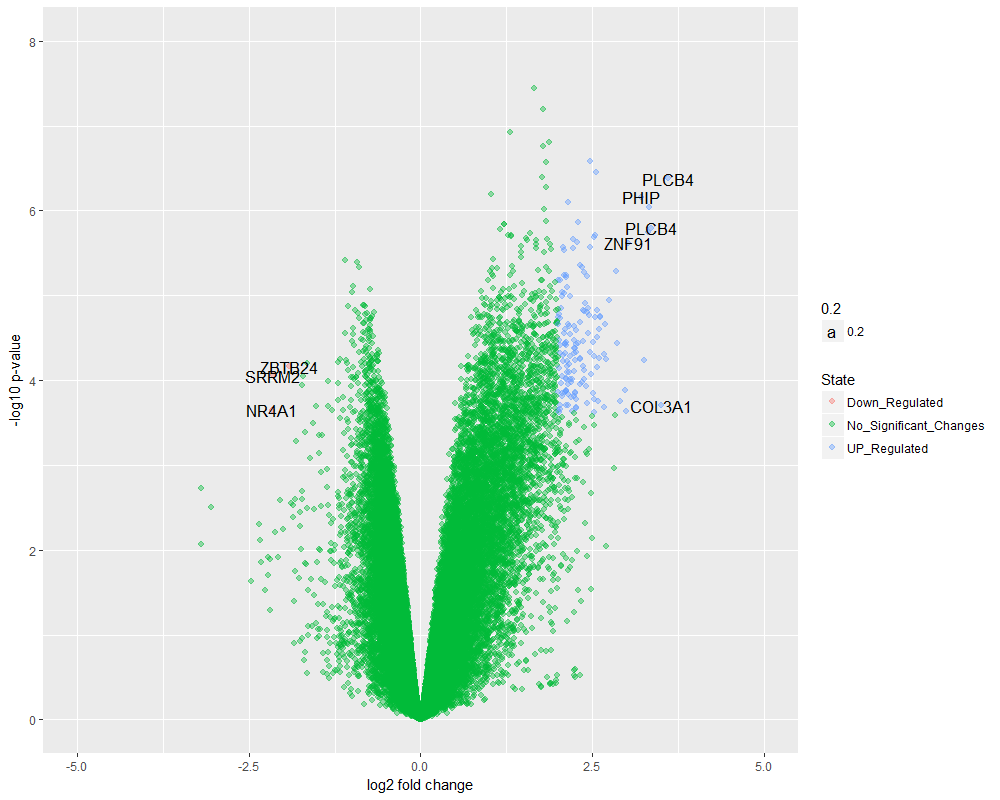 8
6
4
2
0
-log10 p-value
PLCB4
PHIP
PLCB4
ZNF91
ZBTB24
SRRM2
NR4A1
COL3A1
-5.0
-2.5
0.0
2.5
5.0
log2 fold change
0.2
a 0.2
State
Down_Regulated
No_Significant_Changes
UP_Regulated